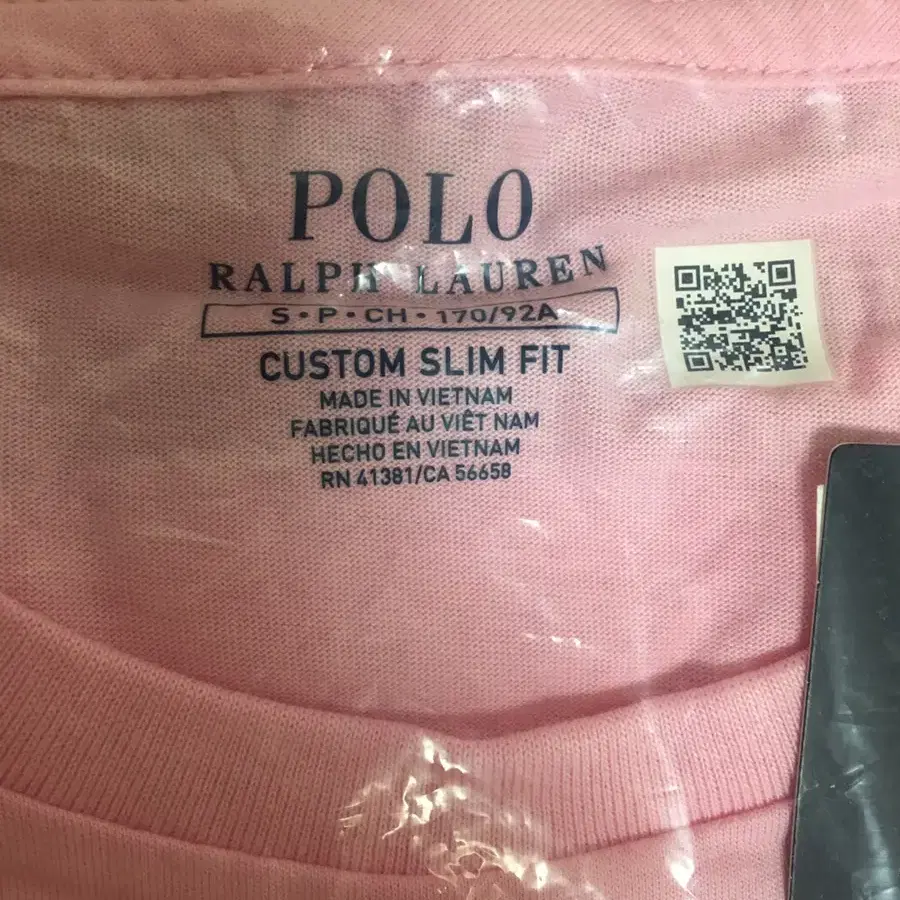 POLO
RALPH LAUREN
S • P • CH • 170/92A
CUSTOM SLIM FIT
MADE IN VIETNAM
FABRIQUÉ AU VIÊT NAM
HECHO EN VIETNAM
RN 41381/CA 56658